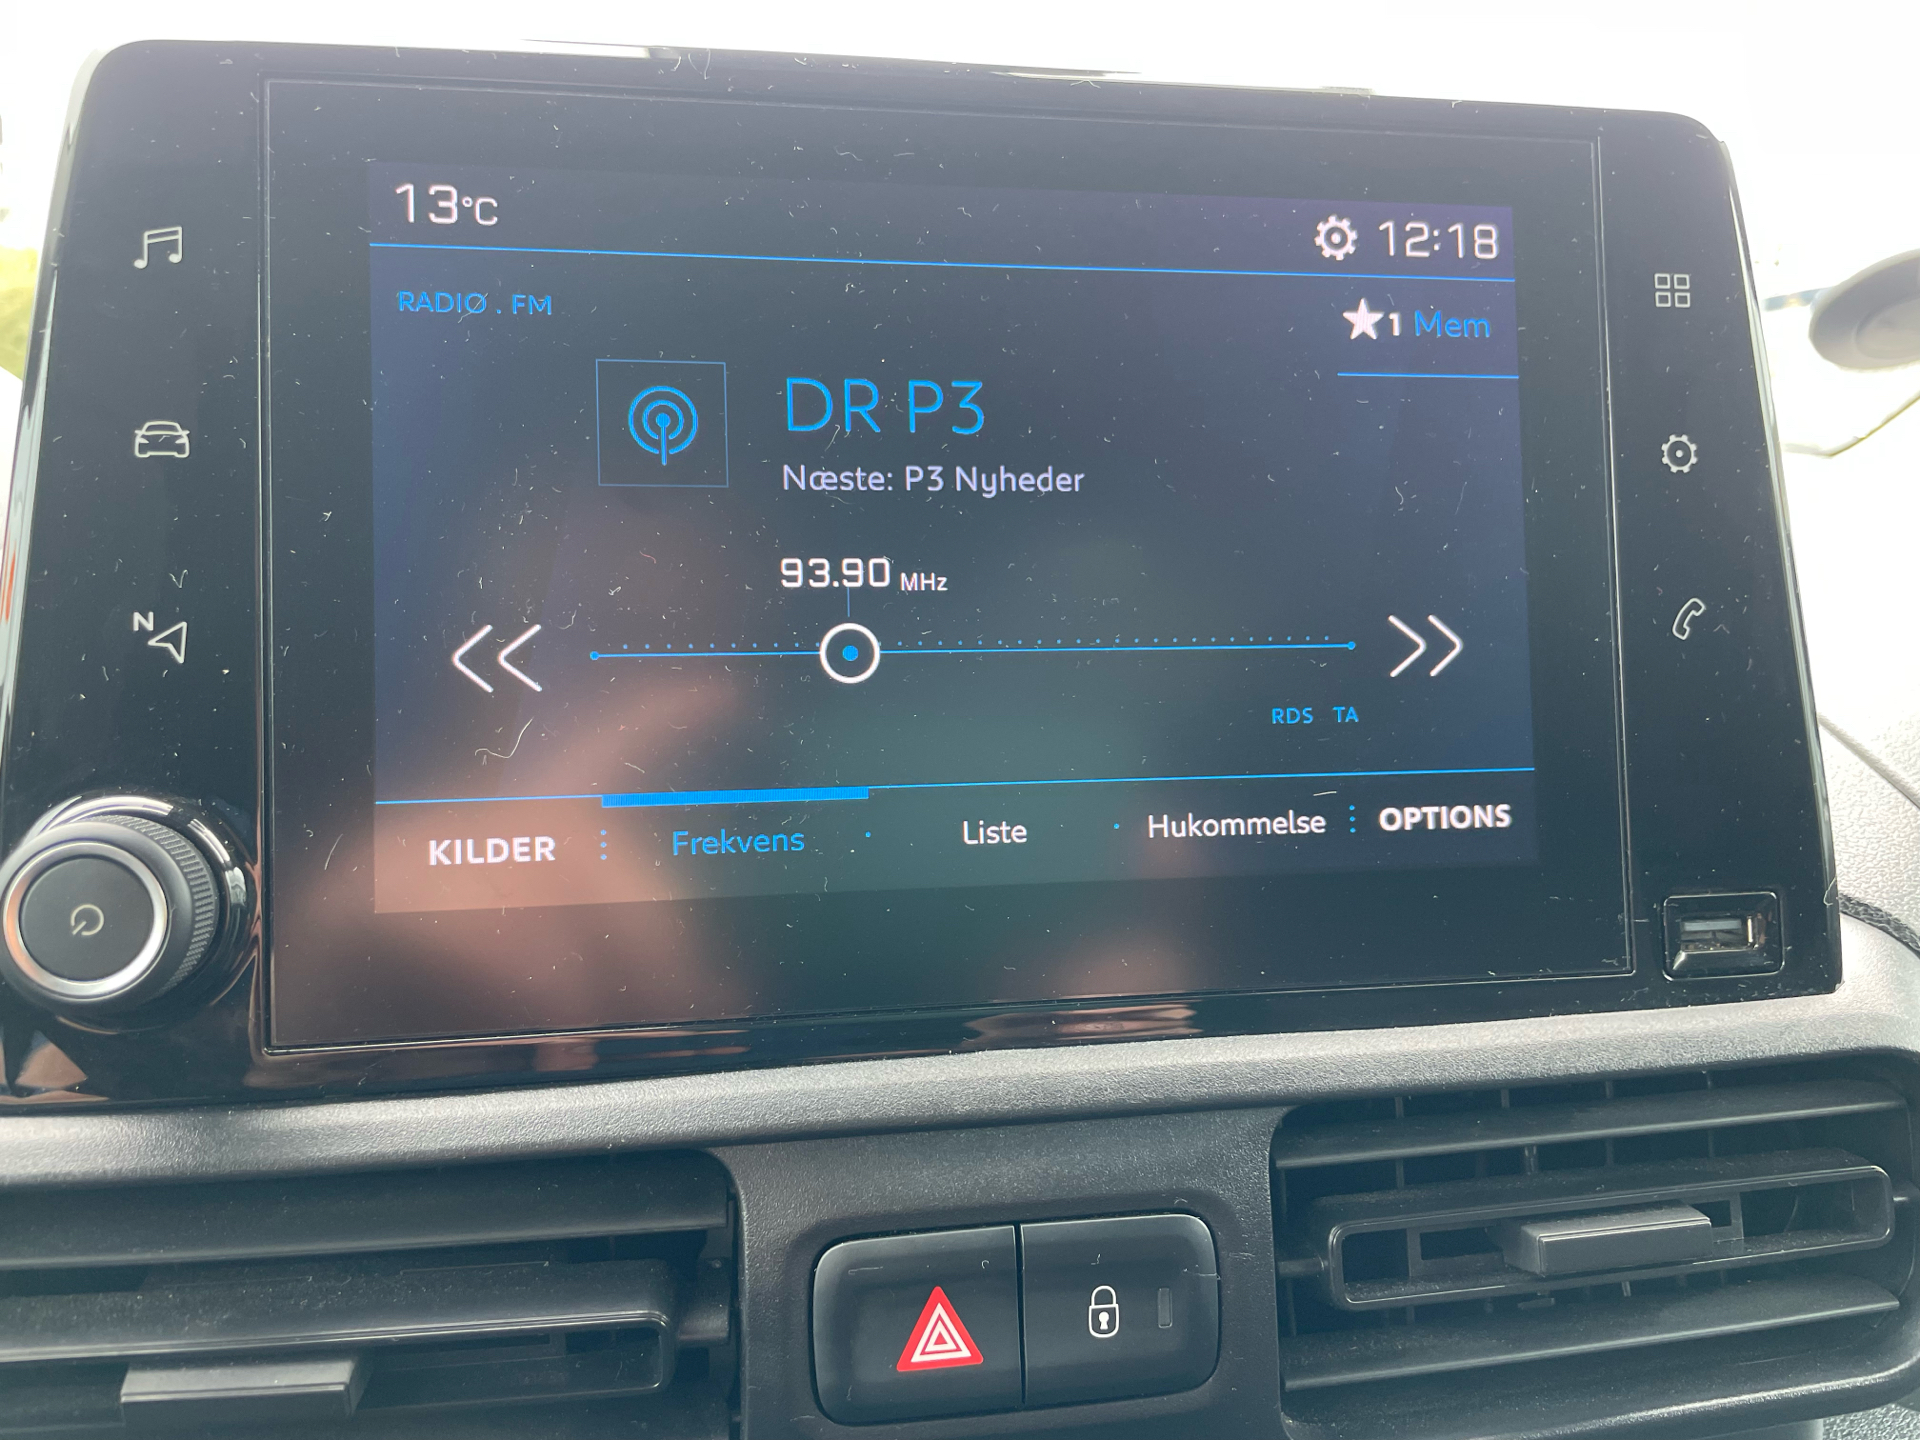 13°C
12:18
RADIO . FM
1 Mem
DR P3
Næste: P3 Nyheder
93.90 MHz
N
RDS TA
KILDER Frekvens Liste Hukommelse OPTIONS